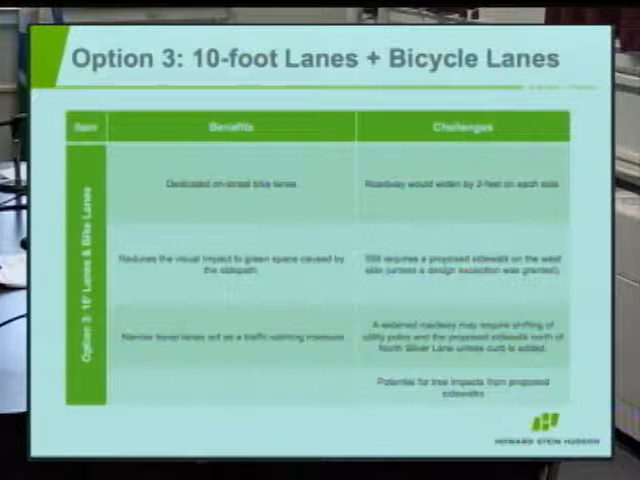 Option 3: 10-foot Lanes + Bicycle Lanes
Item
Benefits
Challenges
Option 3: 10' Lanes & Bike Lanes
Dedicated on-street bike lanes
Roadway would widen by 2-feet on each side
Reduces the visual impact to green space caused by
the sidepath
Still requires a proposed sidewalk on the west
side (unless a design exception was granted)
Narrow travel lanes act as a traffic calming measure
A widened roadway may require shifting of
utility poles and the proposed sidewalk north of
North Silver Lane unless curb is added.
Potential for tree impacts from proposed
sidewalks
HOWARD STEIN HUDSON